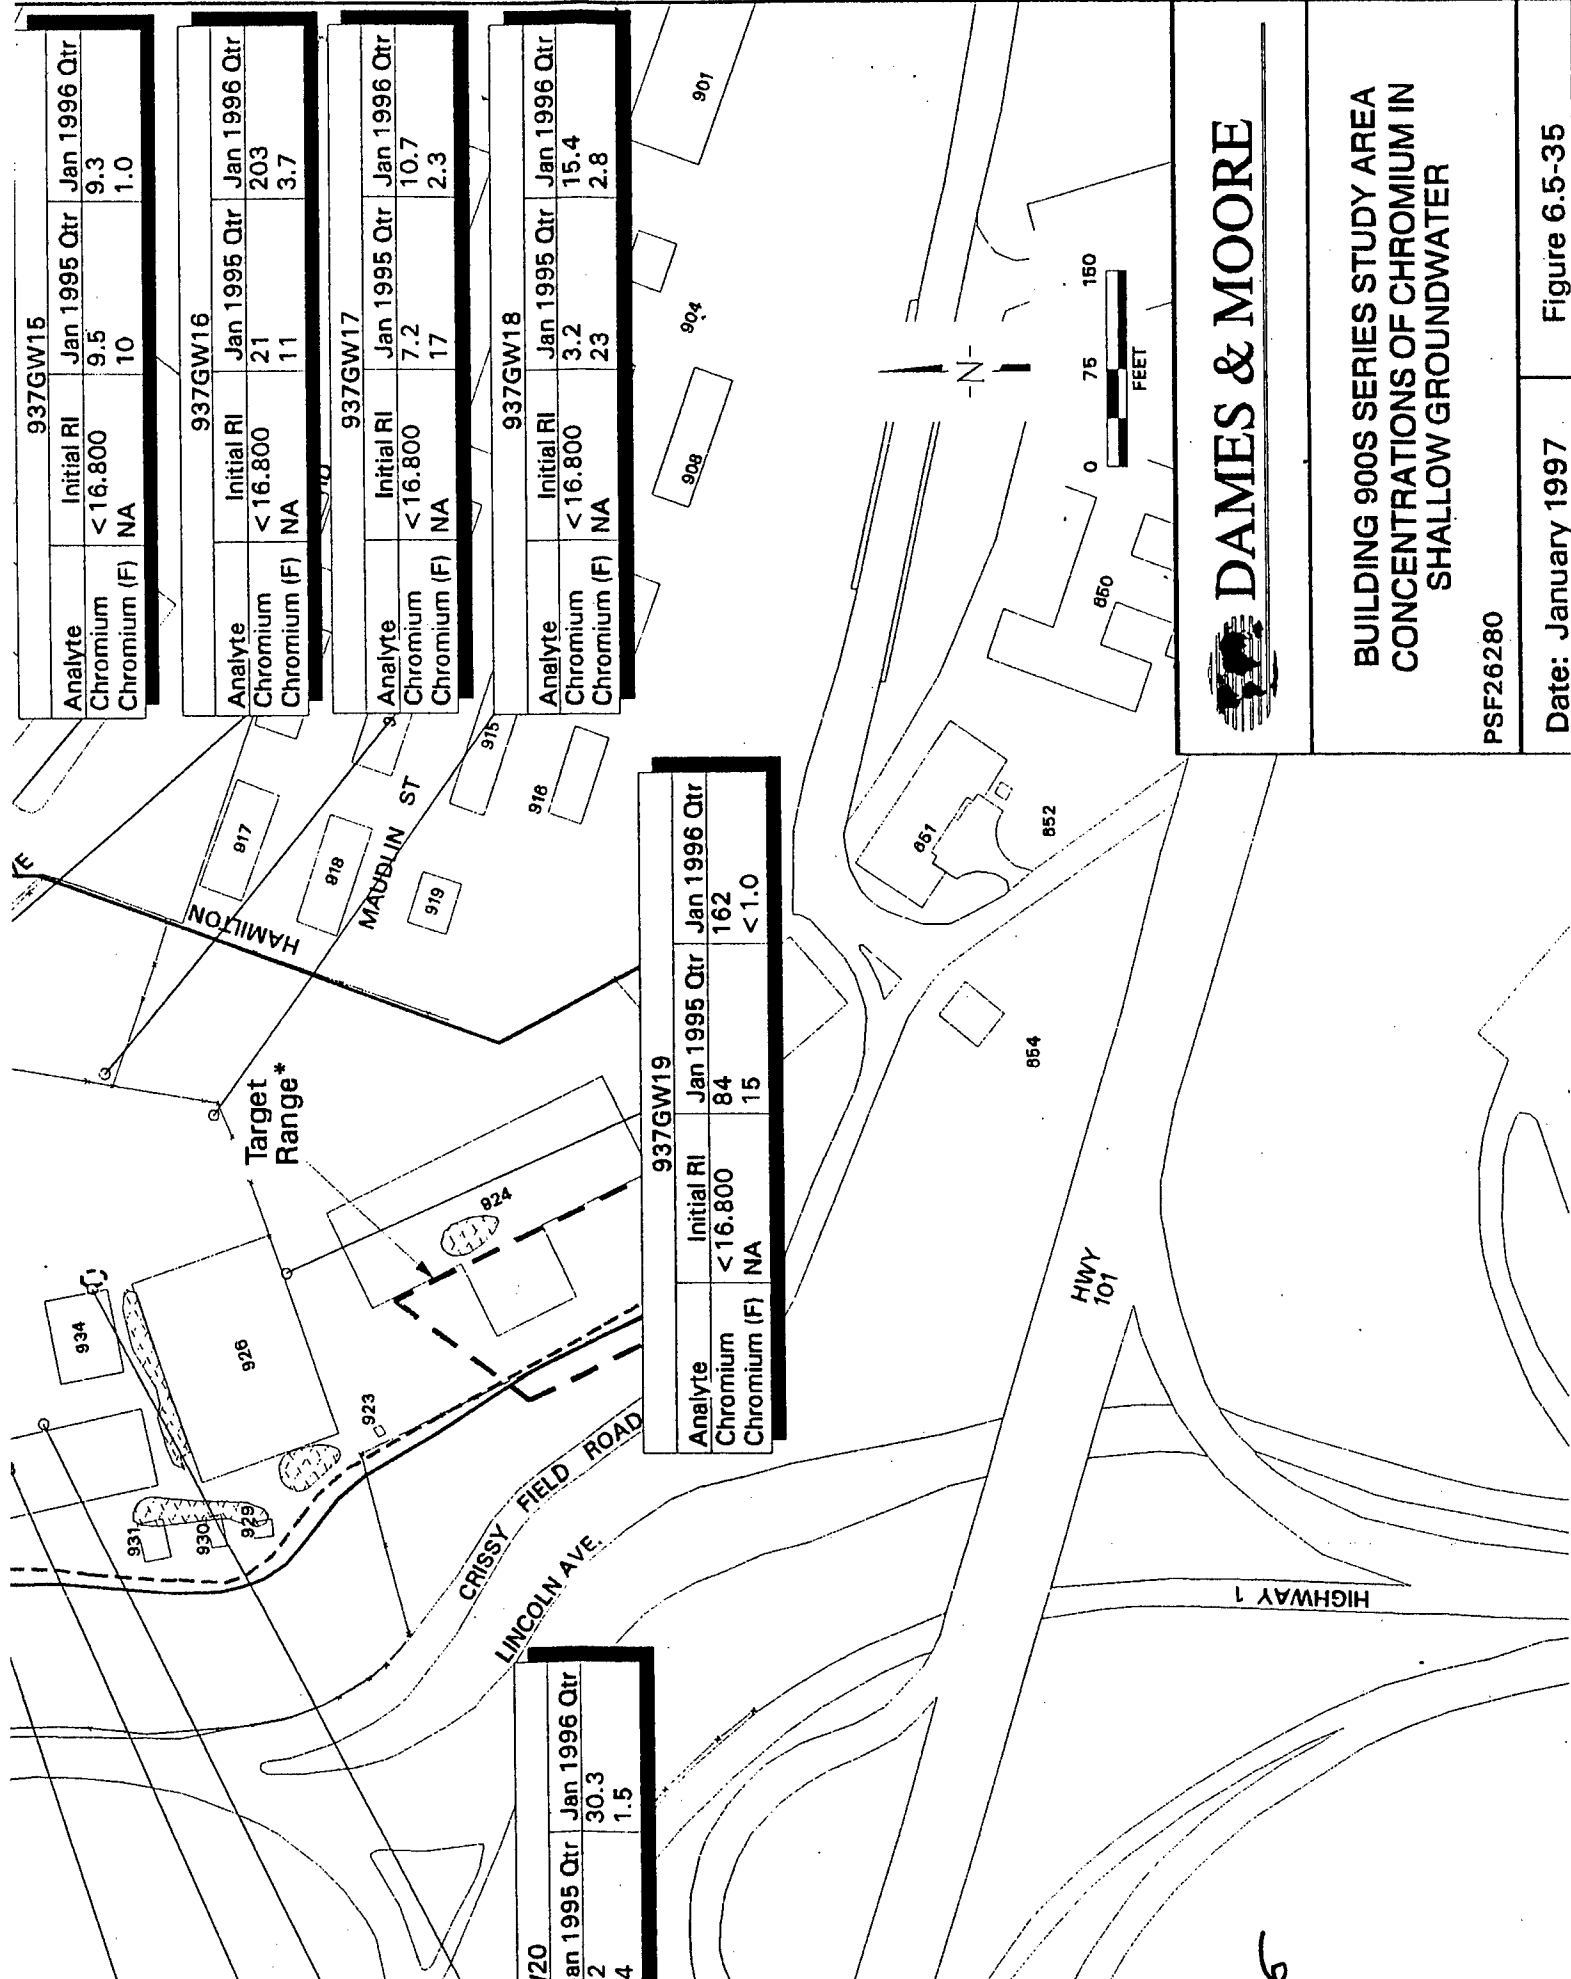 937GW15
Analyte Initial RI Jan 1995 Qtr Jan 1996 Qtr
Chromium <16.800 9.5 9.3
Chromium (F) NA 10 1.0
937GW16
Analyte Initial RI Jan 1995 Qtr Jan 1996 Qtr
Chromium <16.800 21 203
Chromium (F) NA 11 3.7
937GW17
Analyte Initial RI Jan 1995 Qtr Jan 1996 Qtr
Chromium <16.800 7.2 10.7
Chromium (F) NA 17 2.3
937GW18
Analyte Initial RI Jan 1995 Qtr Jan 1996 Qtr
Chromium <16.800 3.2 15.4
Chromium (F) NA 23 2.8
937GW19
Analyte Initial RI Jan 1995 Qtr Jan 1996 Qtr
Chromium <16.800 84 162
Chromium (F) NA 15 <1.0
an 1995 Qtr Jan 1996 Qtr
2 30.3
4 1.5
931
930
929
934
926
923
Target
Range*
924
917
918
919
915
916
HAMILTON
MAUDLIN ST
901
904
908
CRISSY FIELD ROAD
LINCOLN AVE.
851
852
854
850
HWY
101
HIGHWAY 1
-N-
0 75 150
FEET
DAMES & MOORE
BUILDING 900S SERIES STUDY AREA
CONCENTRATIONS OF CHROMIUM IN
SHALLOW GROUNDWATER
PSF26280
Date: January 1997
Figure 6.5-35